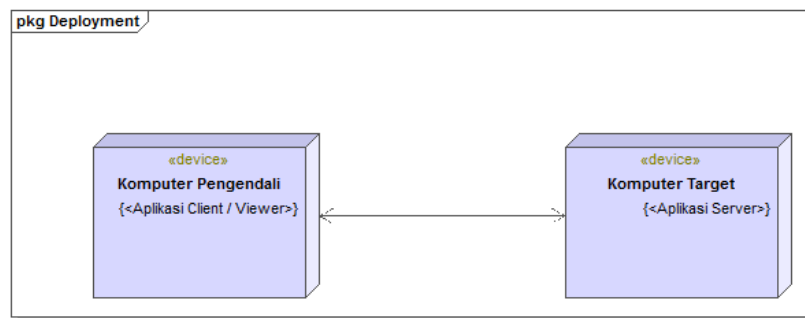 pkg Deployment
«device»
Komputer Pengendali
{<Aplikasi Client / Viewer>}
«device»
Komputer Target
{<Aplikasi Server>}